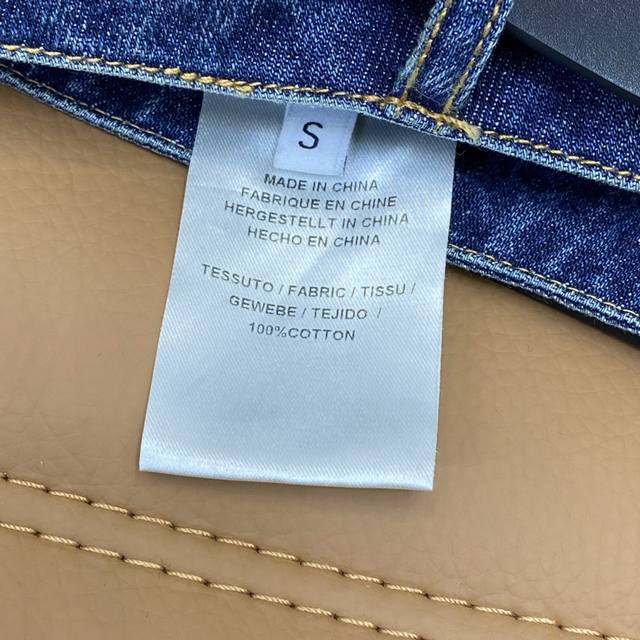 S
MADE IN CHINA
FABRIQUE EN CHINE
HERGESTELLT IN CHINA
HECHO EN CHINA
TESSUTO / FABRIC / TISSU /
GEWEBE / TEJIDO /
100%COTTON